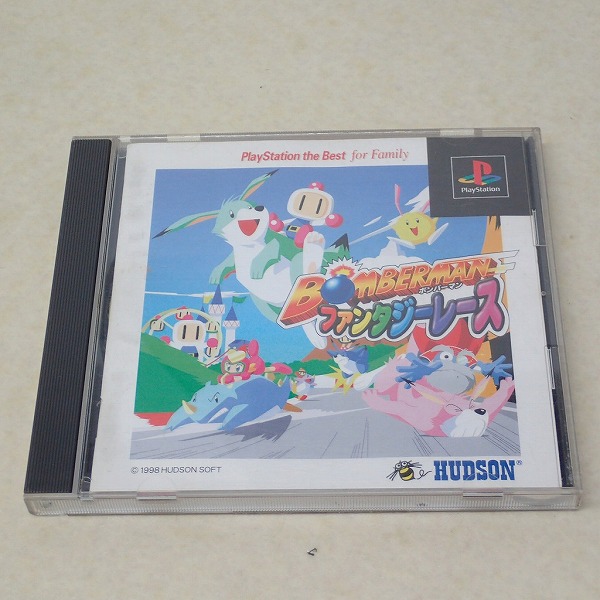 PlayStation the Best for Family
PlayStation
BOMBERMAN
ボンバーマン
ファンタジーレース
© 1998 HUDSON SOFT
HUDSON®